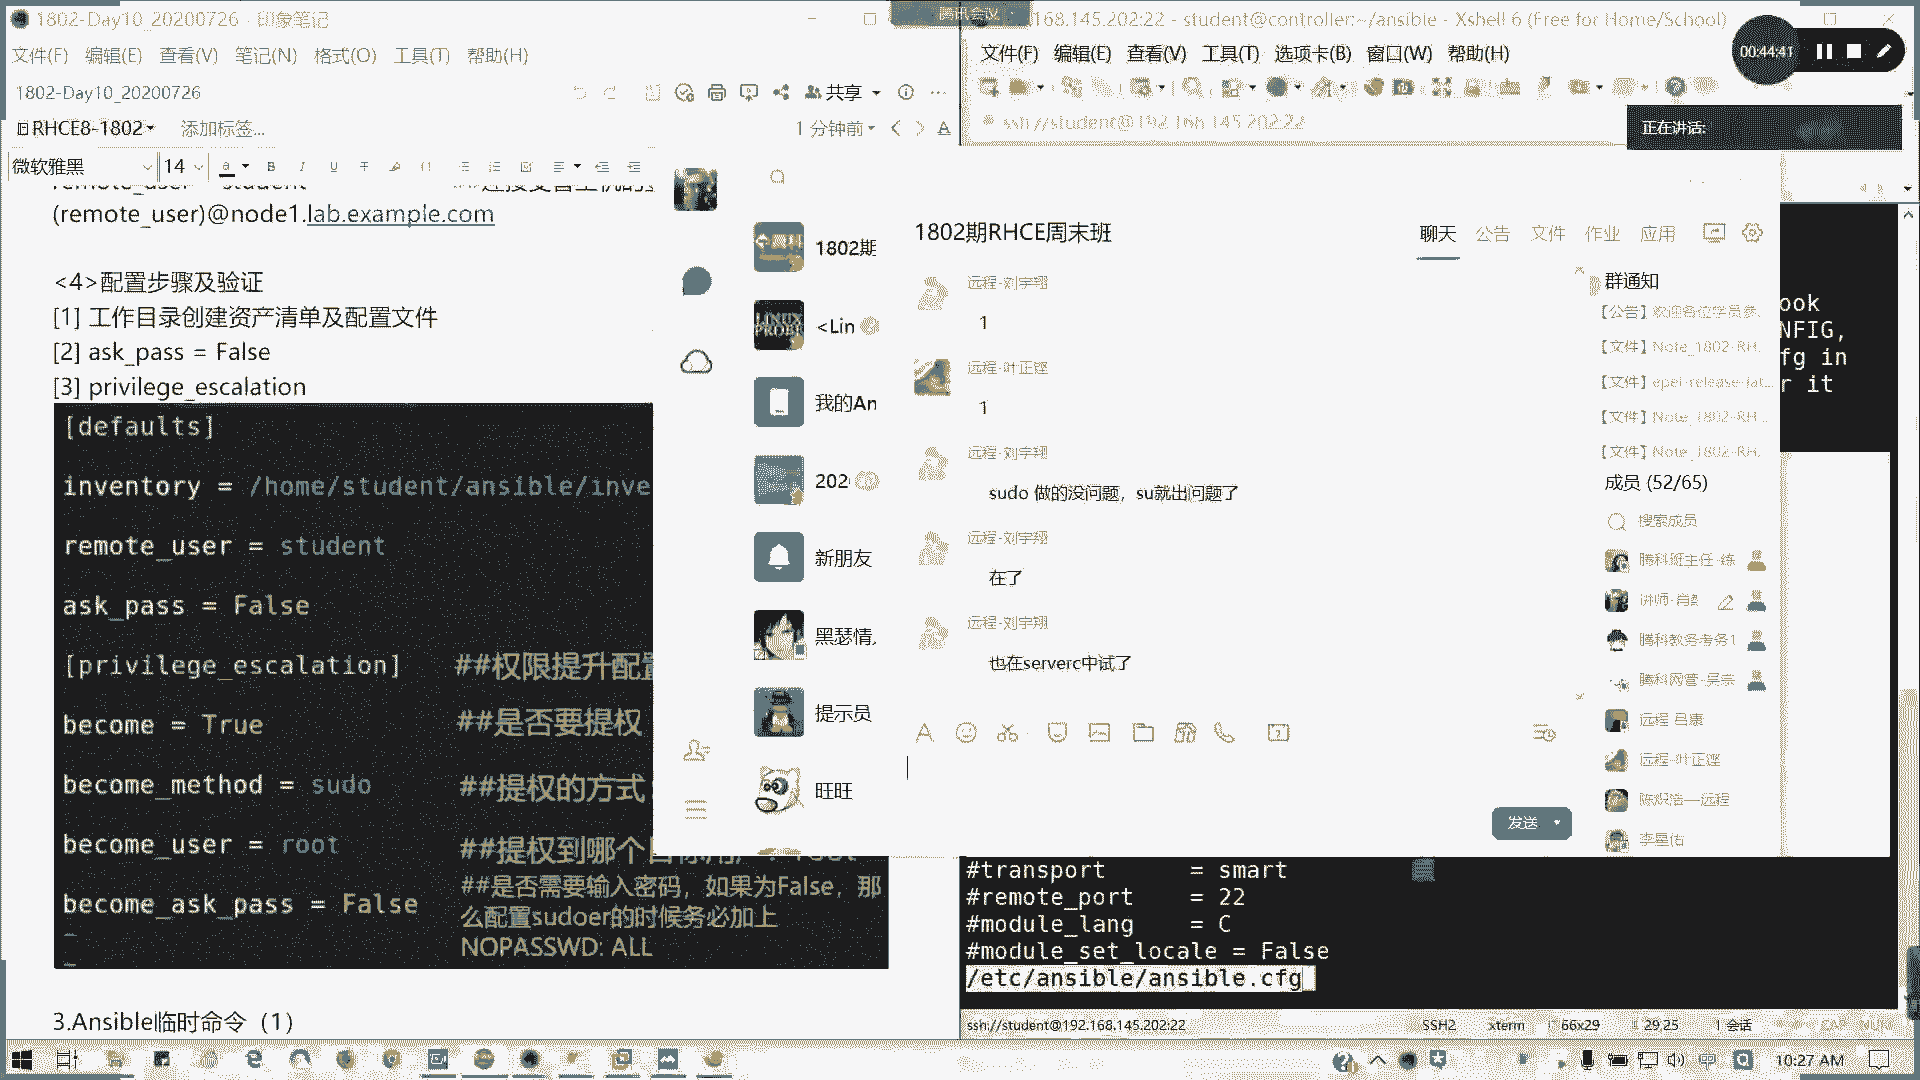 1802-Day10_20200726 - 印象笔记
文件(F) 编辑(E) 查看(V) 笔记(N) 格式(O) 工具(T) 帮助(H)
1802-Day10_20200726
共享
RHCE8-1802
添加标签...
1 分钟前
微软雅黑
14
remote_user = student
(remote_user)@node1.lab.example.com
<4>配置步骤及验证
[1] 工作目录创建资产清单及配置文件
[2] ask_pass = False
[3] privilege_escalation
[defaults]
inventory = /home/student/ansible/inve
remote_user = student
ask_pass = False
[privilege_escalation] ##权限提升配置
become = True ##是否要提权
become_method = sudo ##提权的方式
become_user = root ##提权到哪个目标用户
become_ask_pass = False ##是否需要输入密码，如果为False，那
么配置sudoer的时候务必加上
NOPASSWD: ALL
3.Ansible临时命令（1）
腾讯会议
168.145.202:22 - student@controller:~/ansible - Xshell 6 (Free for Home/School)
文件(F) 编辑(E) 查看(V) 工具(T) 选项卡(B) 窗口(W) 帮助(H)
ssh://student@192.168.145.202:22
00:44:41
正在讲话:
1802期
<Lin
我的An
202
新朋友
黑瑟情.
提示员
旺旺
1802期RHCE周末班
聊天 公告 文件 作业 应用
远程-刘宇翔
1
远程-叶正铿
1
远程-刘宇翔
sudo 做的没问题，su就出问题了
远程-刘宇翔
在了
远程-刘宇翔
也在serverc中试了
发送
群通知
【公告】欢迎各位学员参...
【文件】Note_1802-RH...
【文件】epel-release-lat...
【文件】Note_1802-RH...
【文件】Note_1802-RH...
成员 (52/65)
搜索成员
腾科班主任-练
讲师-肖
腾科教务考务1
腾科网管-吴宗
远程 吕康
远程-叶正铿
陈炽浩—远程
李星佑
ook
NFIG,
fg in
r it
#transport = smart
#remote_port = 22
#module_lang = C
#module_set_locale = False
/etc/ansible/ansible.cfg
ssh://student@192.168.145.202:22
SSH2 xterm 66x29 29,25 1 会话 CAP NUM
10:27 AM